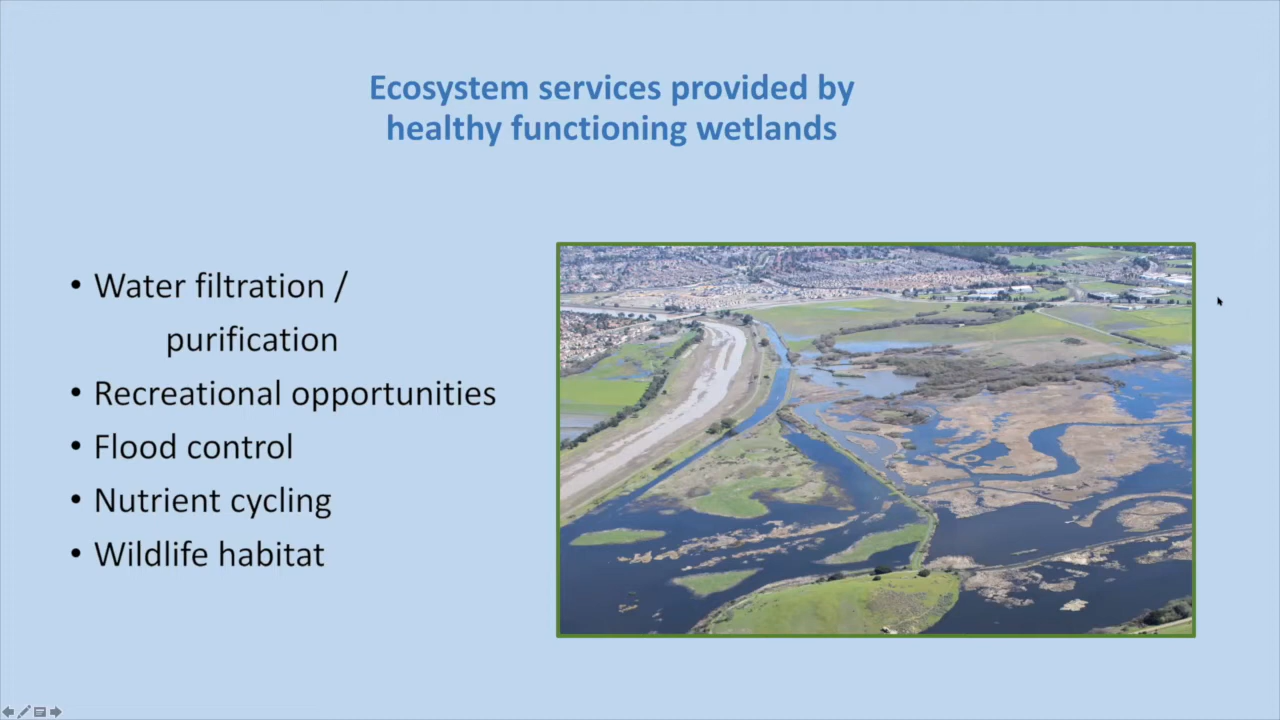 Ecosystem services provided by
healthy functioning wetlands
• Water filtration /
purification
• Recreational opportunities
• Flood control
• Nutrient cycling
• Wildlife habitat